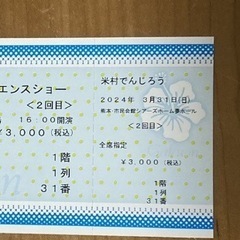 エンスショー
<2回目>
16:00開演
¥3,000(税込)
1階
1列
31番
米村でんじろう
2024年 3月31日(日)
熊本・市民会館シアーズホーム夢ホール
<2回目>
全席指定
¥3,000(税込)
1階
1列
31番